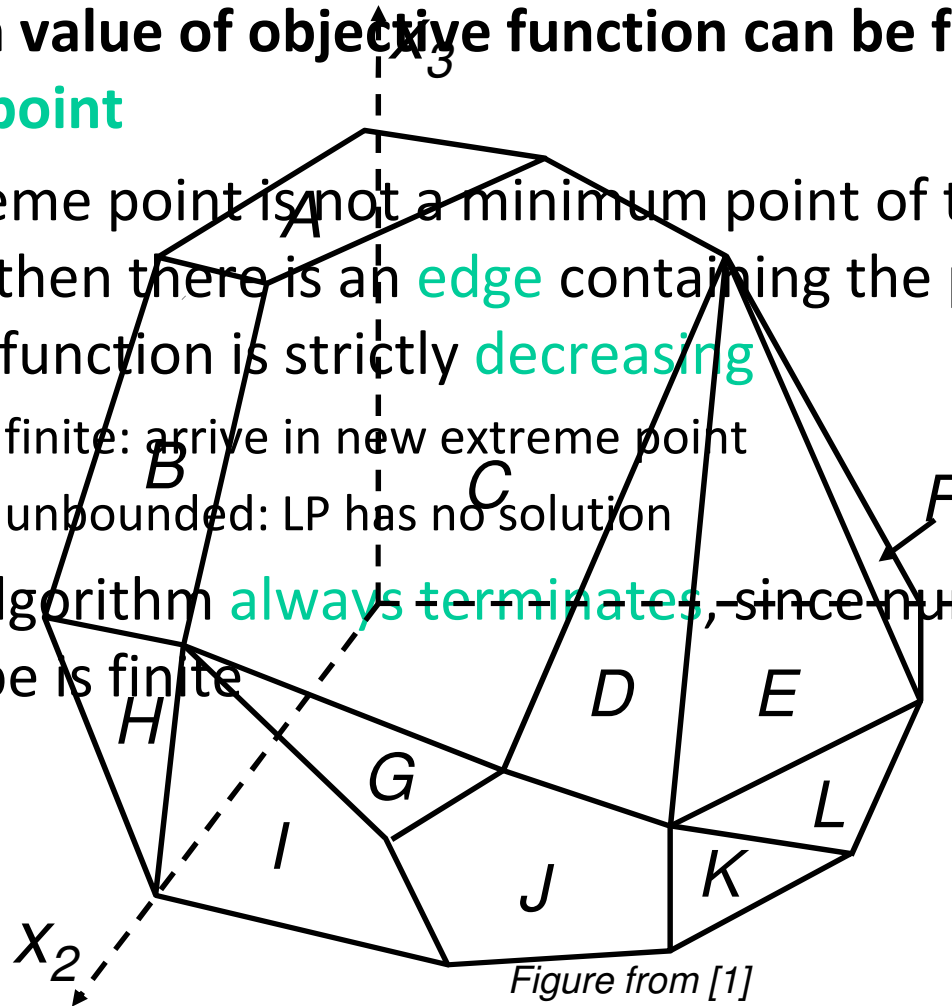 value of objective function can be
x3
point
eme point is not a minimum point of
A
then there is an edge containing the
function is strictly decreasing
finite: arrive in new extreme point
B
C
unbounded: LP has no solution
F
lgorithm always terminates, since nu
pe is finite
D
E
H
G
L
I
J
K
x2
Figure from [1]